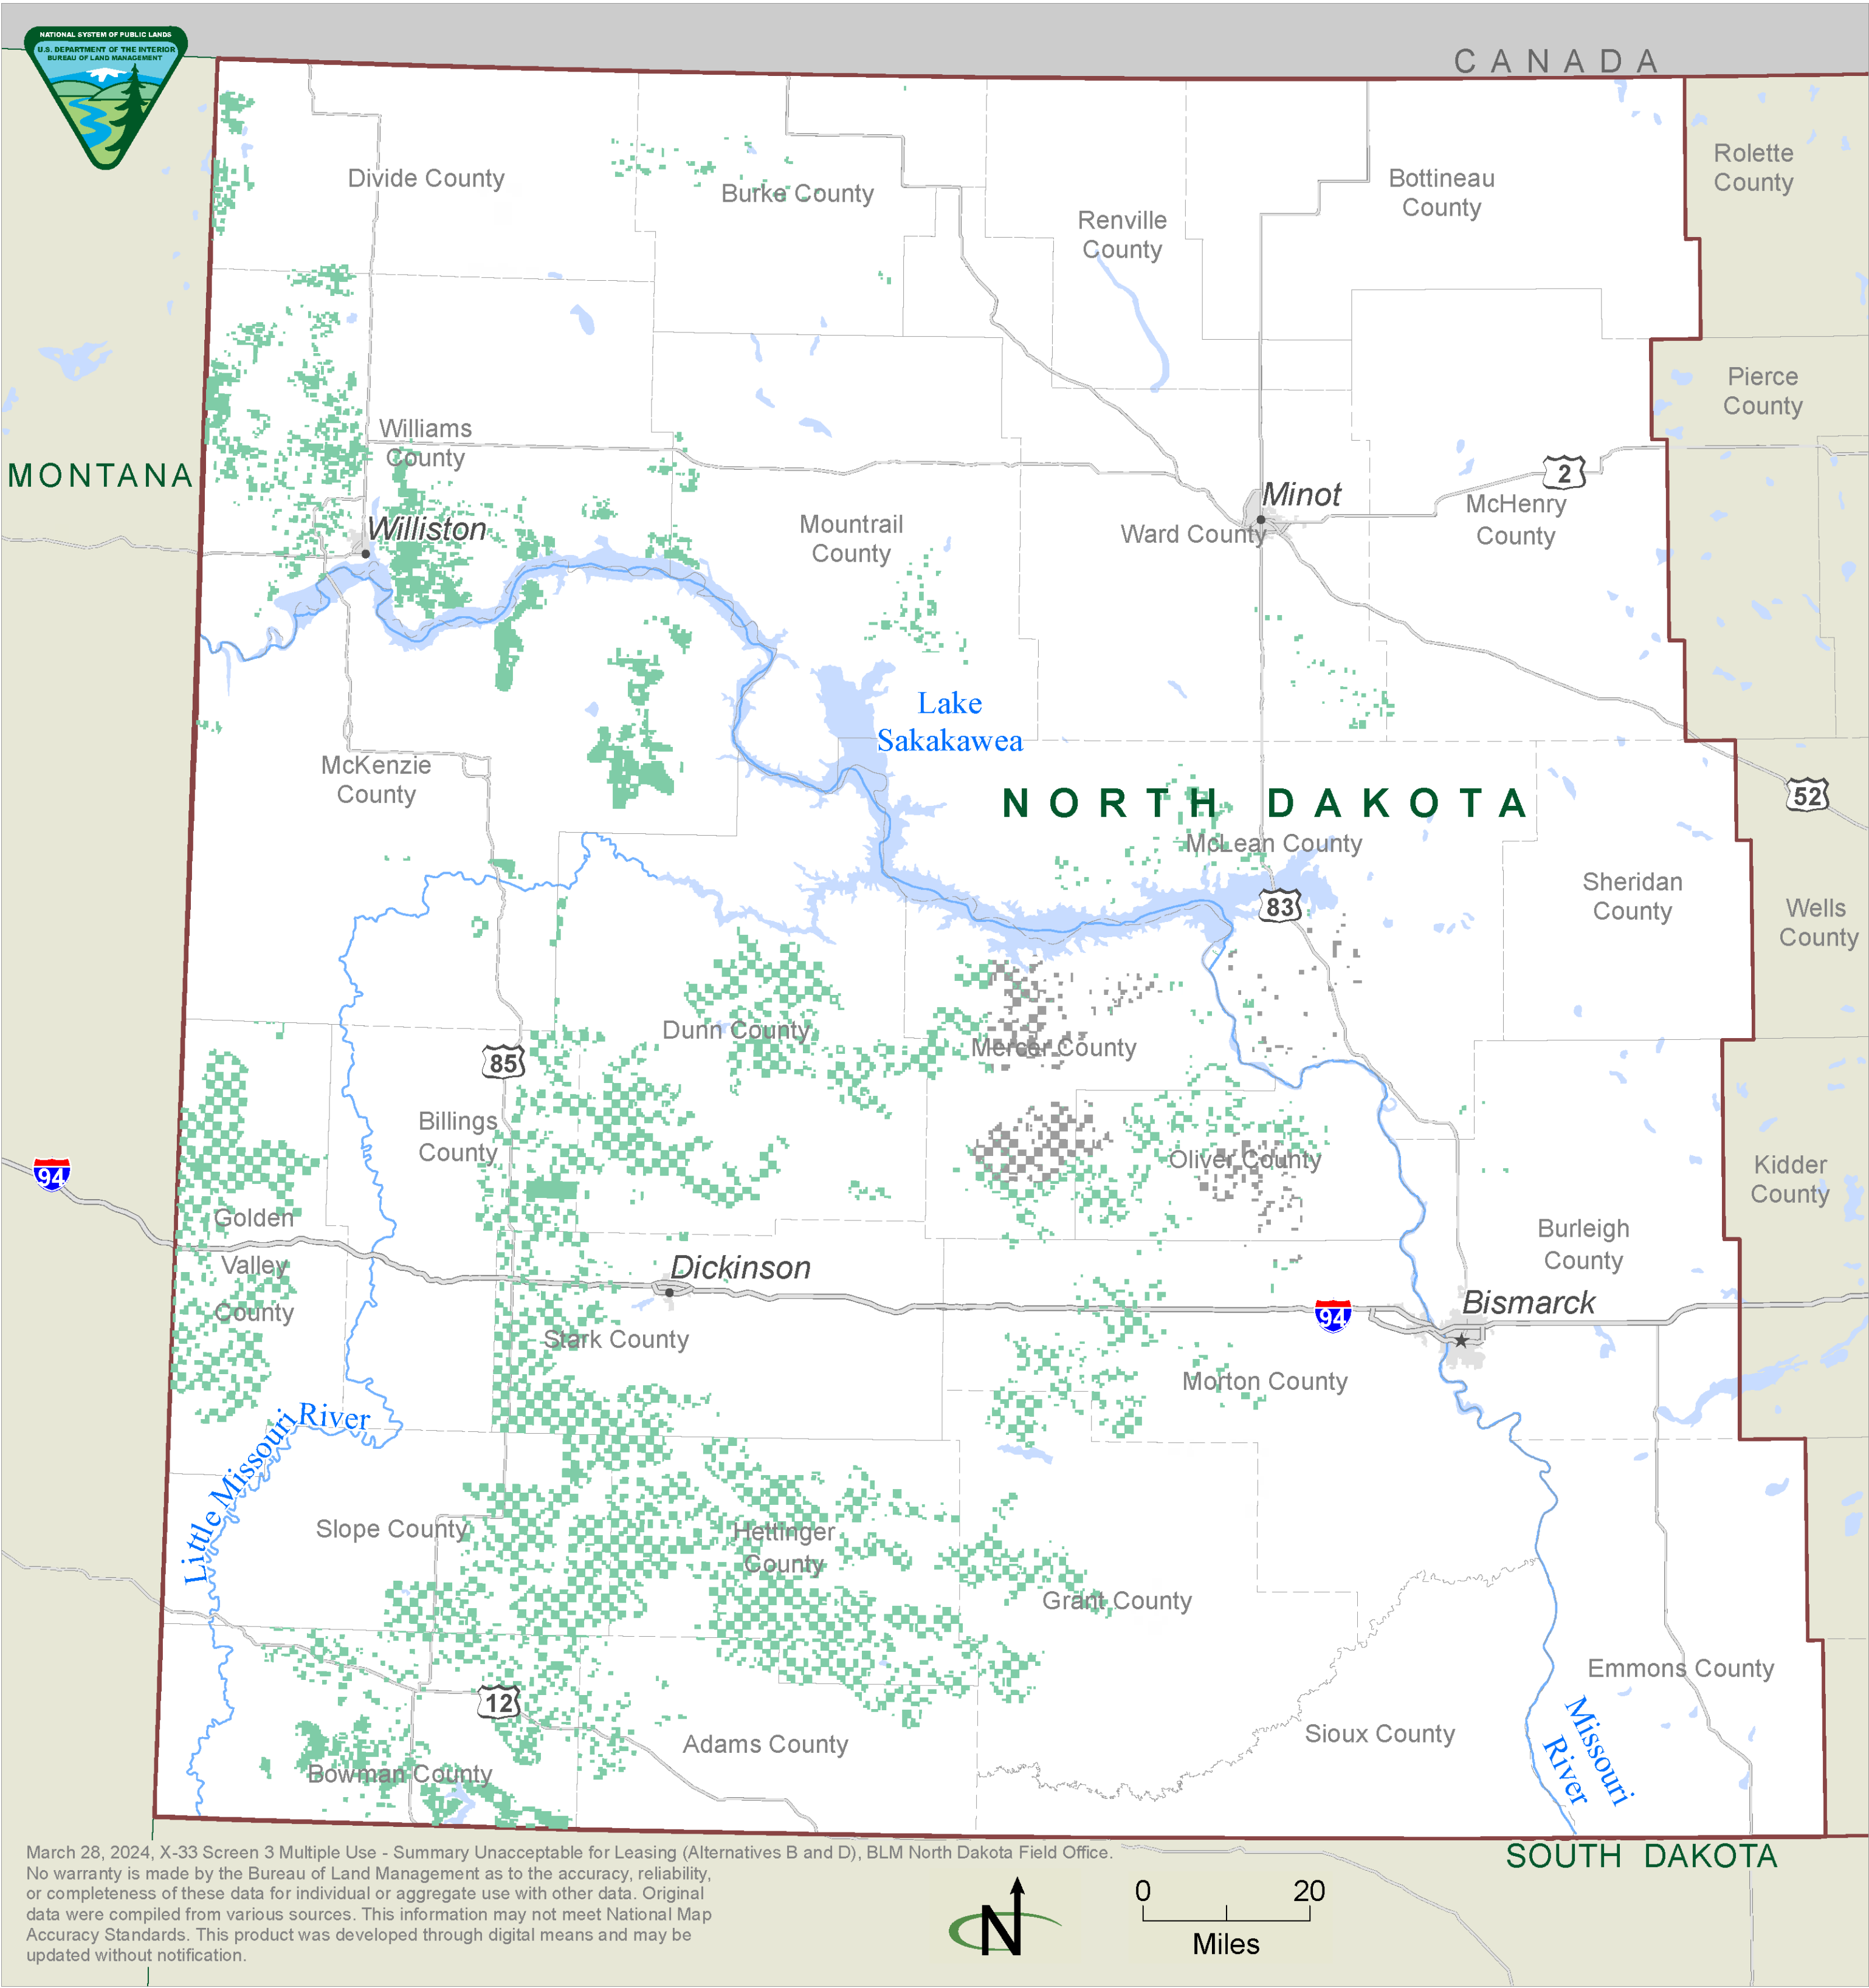 NATIONAL SYSTEM OF PUBLIC LANDS
U.S. DEPARTMENT OF THE INTERIOR
BUREAU OF LAND MANAGEMENT
CANADA
Divide County
Burke County
Renville
County
Bottineau
County
Rolette
County
Pierce
County
MONTANA
Williams
County
Williston
Mountrail
County
Minot
Ward County
2
McHenry
County
Lake
Sakakawea
McKenzie
County
NORTH DAKOTA
52
McLean County
83
Sheridan
County
Wells
County
Dunn County
Mercer County
85
Billings
County
94
Oliver County
Kidder
County
Golden
Valley
County
Burleigh
County
Dickinson
Stark County
94
Bismarck
Morton County
Little Missouri River
Slope County
Hettinger
County
Grant County
Emmons County
12
Adams County
Sioux County
Missouri
River
Bowman County
SOUTH DAKOTA
March 28, 2024, X-33 Screen 3 Multiple Use - Summary Unacceptable for Leasing (Alternatives B and D), BLM North Dakota Field Office.
No warranty is made by the Bureau of Land Management as to the accuracy, reliability,
or completeness of these data for individual or aggregate use with other data. Original
data were compiled from various sources. This information may not meet National Map
Accuracy Standards. This product was developed through digital means and may be
updated without notification.
N
0 20
Miles